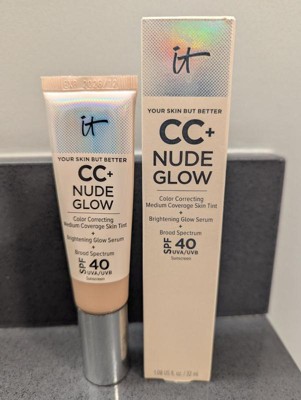 it
YOUR SKIN BUT BETTER
CC+
NUDE
GLOW
Color Correcting
Medium Coverage Skin Tint
+
Brightening Glow Serum
+
Broad Spectrum
SPF 40
UVA/UVB
Sunscreen
it
YOUR SKIN BUT BETTER
CC+
NUDE
GLOW
Color Correcting
Medium Coverage Skin Tint
+
Brightening Glow Serum
+
Broad Spectrum
SPF 40
UVA/UVB
Sunscreen